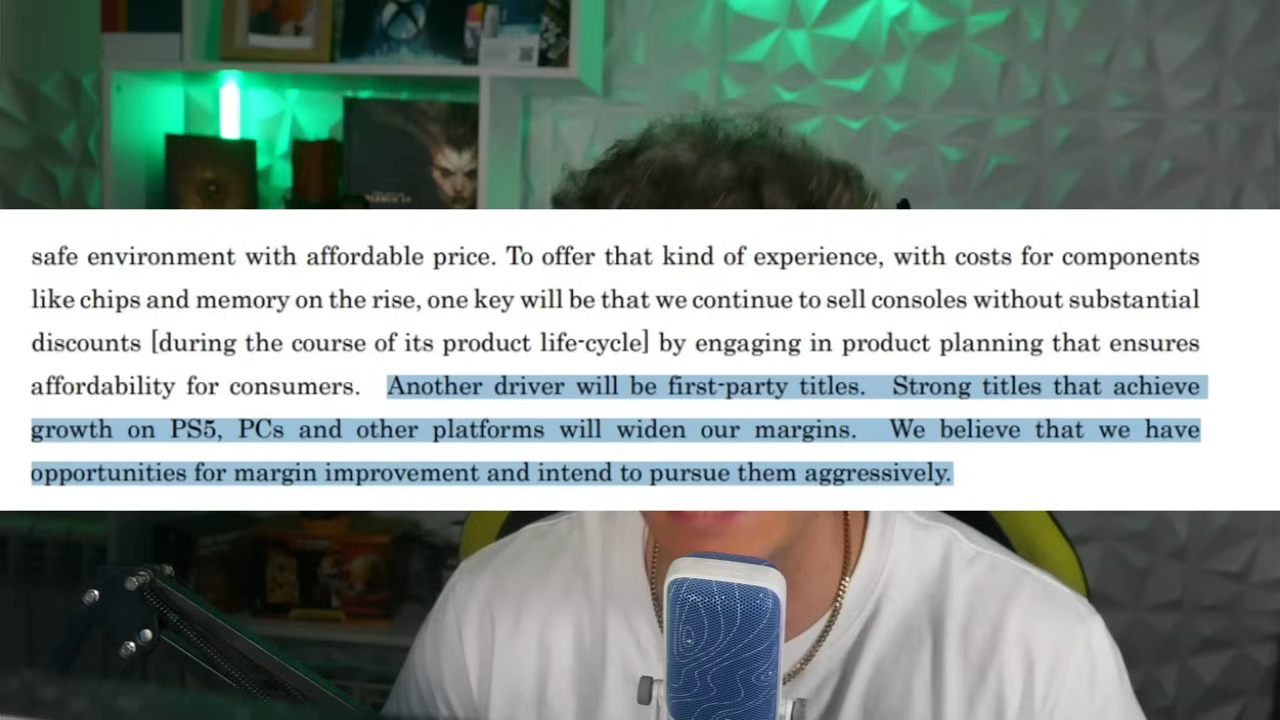 safe environment with affordable price. To offer that kind of experience, with costs for components
like chips and memory on the rise, one key will be that we continue to sell consoles without substantial
discounts [during the course of its product life-cycle] by engaging in product planning that ensures
affordability for consumers. Another driver will be first-party titles. Strong titles that achieve
growth on PS5, PCs and other platforms will widen our margins. We believe that we have
opportunities for margin improvement and intend to pursue them aggressively.